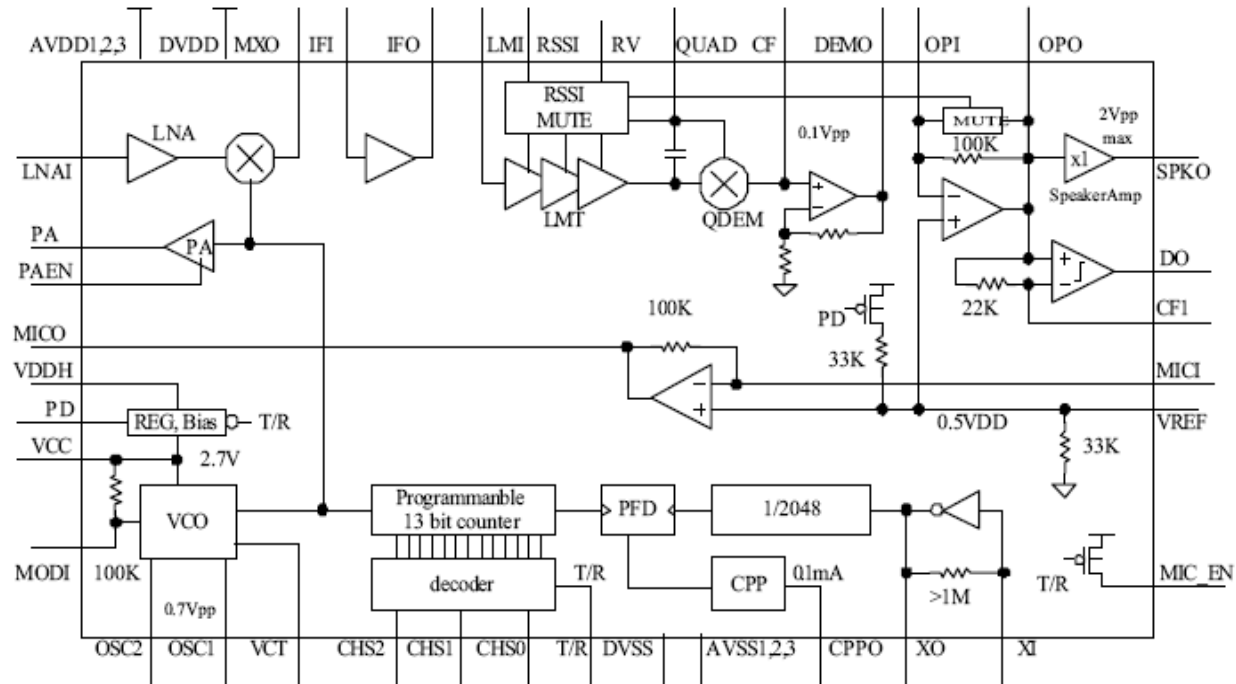 AVDD1,2,3 DVDD MXO IFI IFO LMI RSSI RV QUAD CF DEMO OPI OPO
RSSI
MUTE
MUTE
2Vpp
max
0.1Vpp
LNA
100K
x1
LNAI
SPKO
SpeakerAmp
LMT
QDEM
PA
PA
DO
PAEN
22K
100K
PD
CF1
MICO
33K
VDDH
MICI
PD
REG, Bias
T/R
0.5VDD
VREF
VCC
2.7V
33K
Programmanble
13 bit counter
PFD
1/2048
VCO
MODI
100K
decoder
T/R
CPP
0.1mA
>1M
T/R
MIC_EN
0.7Vpp
OSC2 OSC1 VCT CHS2 CHS1 CHS0 T/R DVSS AVSS1,2,3 CPPO XO XI